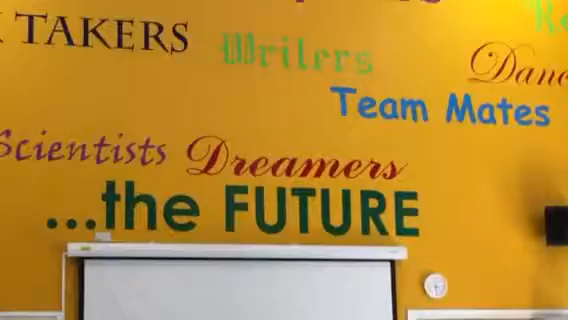 TAKERS
Writers
Team Mates
Scientists Dreamers
...the FUTURE